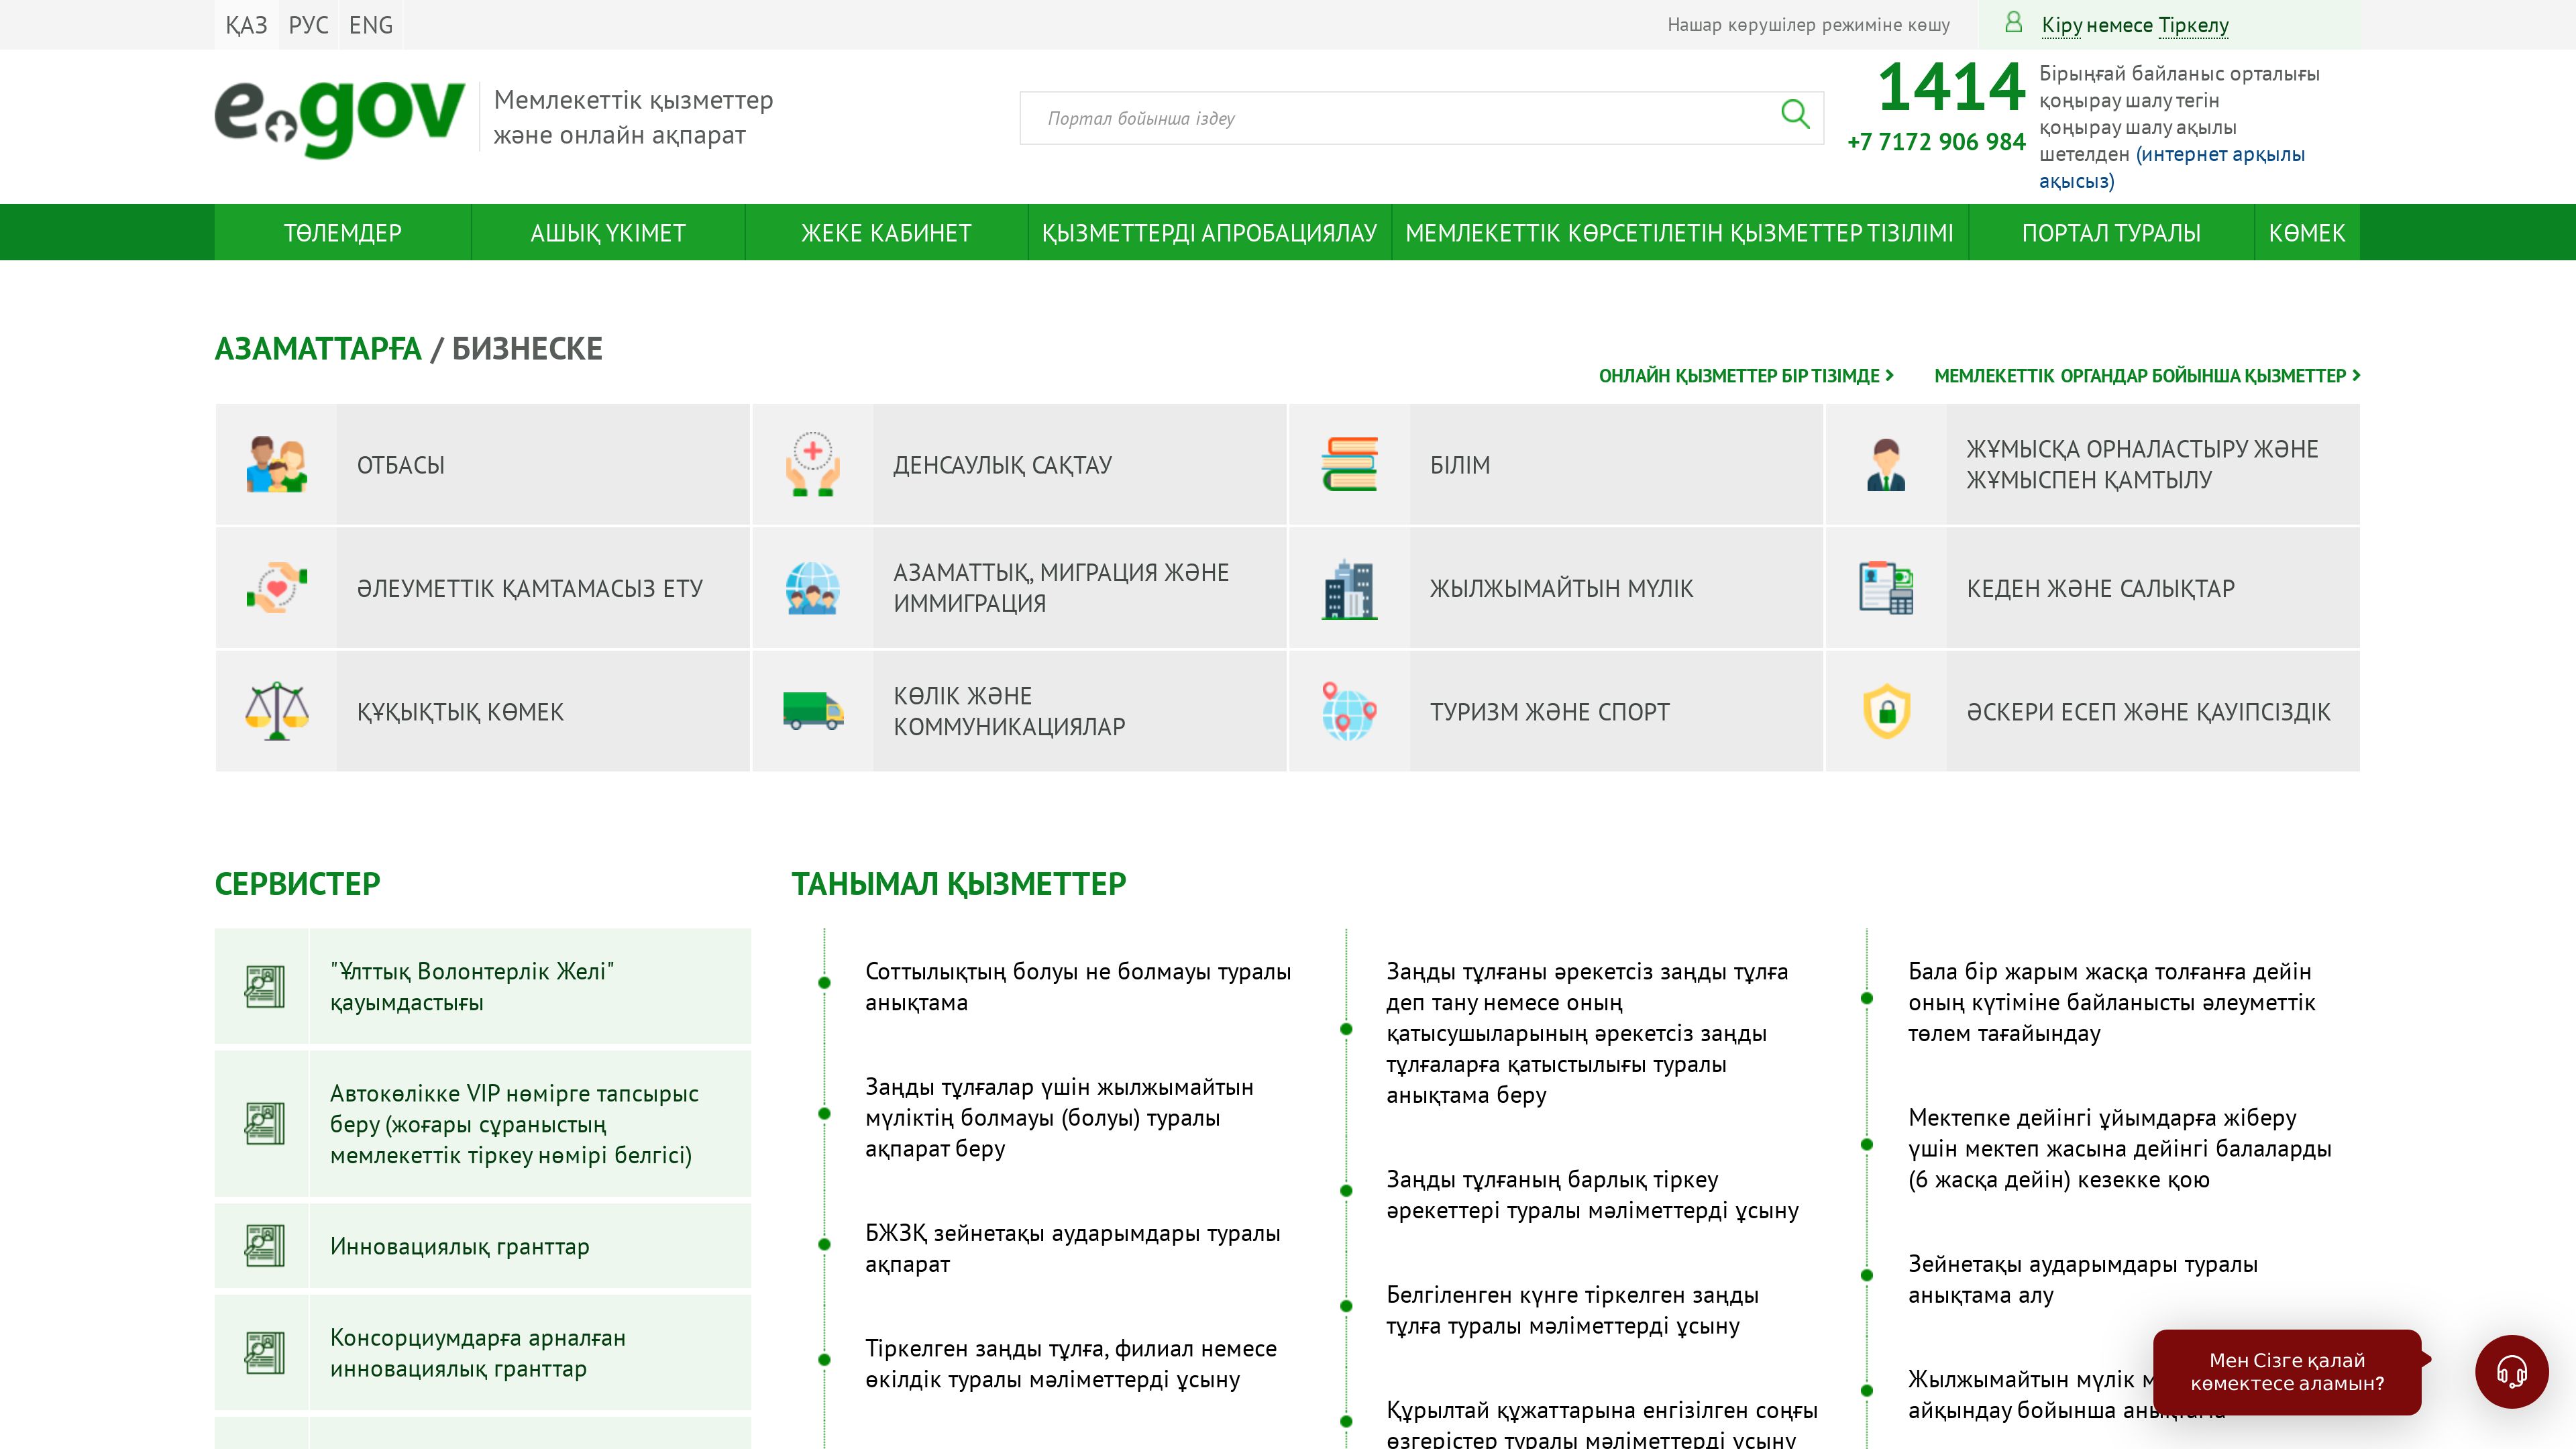 ҚАЗ РУС ENG
Нашар көрушілер режиміне көшу
Кіру немесе Тіркелу
e.gov
Мемлекеттік қызметтер
және онлайн ақпарат
Портал бойынша іздеу
1414
+7 7172 906 984
Бірыңғай байланыс орталығы
қоңырау шалу тегін
қоңырау шалу ақылы
шетелден (интернет арқылы
ақысыз)
ТӨЛЕМДЕР
АШЫҚ ҮКІМЕТ
ЖЕКЕ КАБИНЕТ
ҚЫЗМЕТТЕРДІ АПРОБАЦИЯЛАУ
МЕМЛЕКЕТТІК КӨРСЕТІЛЕТІН ҚЫЗМЕТТЕР ТІЗІЛІМІ
ПОРТАЛ ТУРАЛЫ
КӨМЕК
АЗАМАТТАРҒА / БИЗНЕСКЕ
ОНЛАЙН ҚЫЗМЕТТЕР БІР ТІЗІМДЕ
МЕМЛЕКЕТТІК ОРГАНДАР БОЙЫНША ҚЫЗМЕТТЕР
ОТБАСЫ
ДЕНСАУЛЫҚ САҚТАУ
БІЛІМ
ЖҰМЫСҚА ОРНАЛАСТЫРУ ЖӘНЕ
ЖҰМЫСПЕН ҚАМТЫЛУ
ӘЛЕУМЕТТІК ҚАМТАМАСЫЗ ЕТУ
АЗАМАТТЫҚ, МИГРАЦИЯ ЖӘНЕ
ИММИГРАЦИЯ
ЖЫЛЖЫМАЙТЫН МҮЛІК
КЕДЕН ЖӘНЕ САЛЫҚТАР
ҚҰҚЫҚТЫҚ КӨМЕК
КӨЛІК ЖӘНЕ
КОММУНИКАЦИЯЛАР
ТУРИЗМ ЖӘНЕ СПОРТ
ӘСКЕРИ ЕСЕП ЖӘНЕ ҚАУІПСІЗДІК
СЕРВИСТЕР
"Ұлттық Волонтерлік Желі"
қауымдастығы
Автокөлікке VIP нөмірге тапсырыс
беру (жоғары сұраныстың
мемлекеттік тіркеу нөмірі белгісі)
Инновациялық гранттар
Консорциумдарға арналған
инновациялық гранттар
ТАНЫМАЛ ҚЫЗМЕТТЕР
Соттылықтың болуы не болмауы туралы
анықтама
Заңды тұлғалар үшін жылжымайтын
мүліктің болмауы (болуы) туралы
ақпарат беру
БЖЗҚ зейнетақы аударымдары туралы
ақпарат
Тіркелген заңды тұлға, филиал немесе
өкілдік туралы мәліметтерді ұсыну
Заңды тұлғаны әрекетсіз заңды тұлға
деп тану немесе оның
қатысушыларының әрекетсіз заңды
тұлғаларға қатыстылығы туралы
анықтама беру
Заңды тұлғаның барлық тіркеу
әрекеттері туралы мәліметтерді ұсыну
Белгіленген күнге тіркелген заңды
тұлға туралы мәліметтерді ұсыну
Құрылтай құжаттарына енгізілген соңғы
өзгерістер туралы мәліметтерді ұсыну
Бала бір жарым жасқа толғанға дейін
оның күтіміне байланысты әлеуметтік
төлем тағайындау
Мектепке дейінгі ұйымдарға жіберу
үшін мектеп жасына дейінгі балаларды
(6 жасқа дейін) кезекке қою
Зейнетақы аударымдары туралы
анықтама алу
Жылжымайтын мүлік
айқындау бойынша анықтама
Мен Сізге қалай
көмектесе аламын?